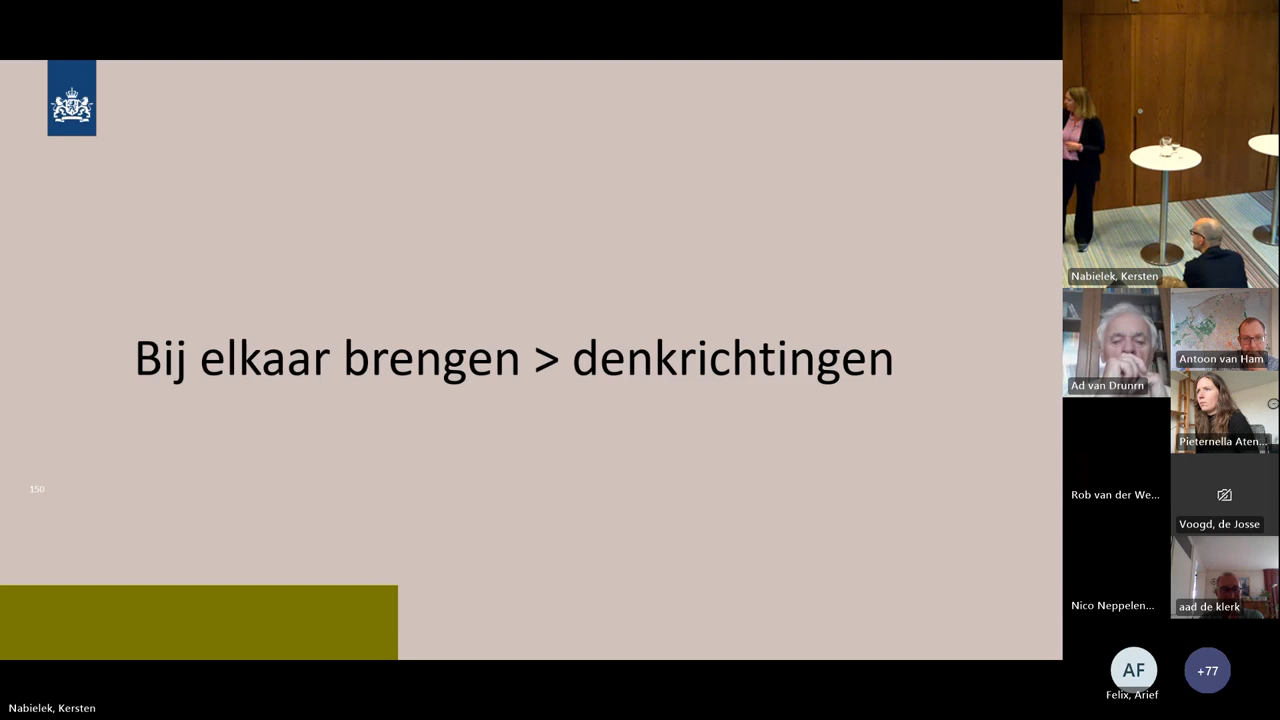 Bij elkaar brengen > denkrichtingen
150
Nabielek, Kersten
Ad van Drunrn
Antoon van Ham
Pieternella Aten...
Rob van der We...
Voogd, de Josse
Nico Neppelen...
aad de klerk
AF
Felix, Arief
+77
Nabielek, Kersten